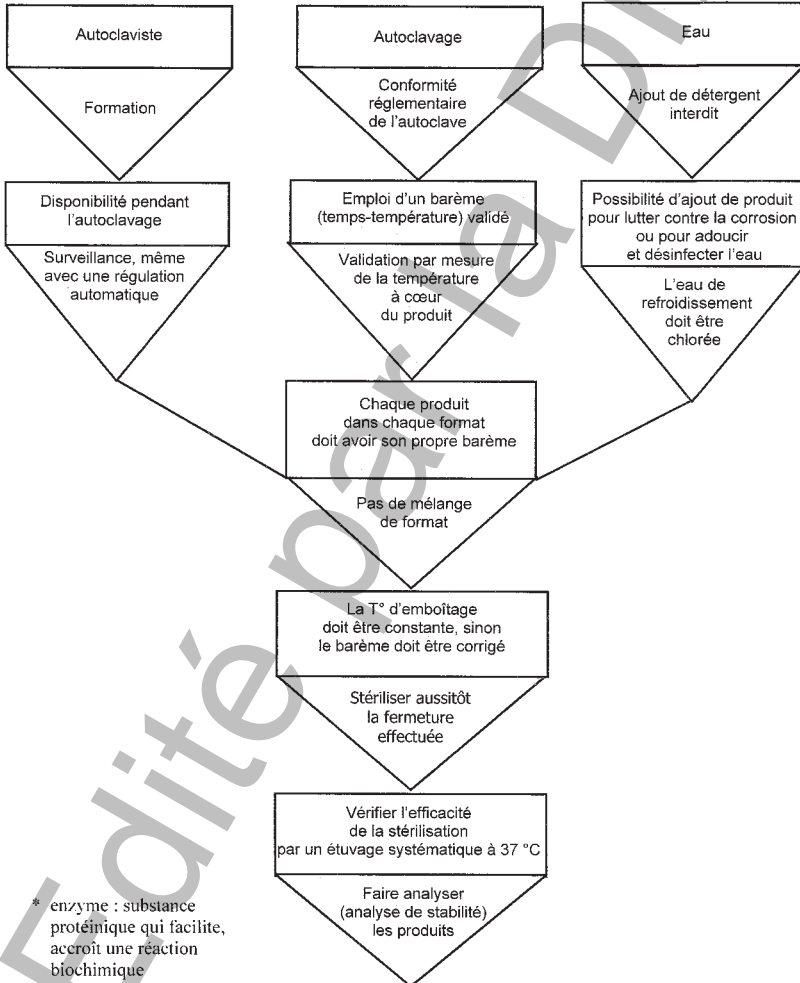 Autoclaviste
Formation
Disponibilité pendant
l'autoclavage
Surveillance, même
avec une régulation
automatique
Autoclavage
Conformité
réglementaire
de l'autoclave
Emploi d'un barème
(temps-température) validé
Validation par mesure
de la température
à cœur
du produit
Eau
Ajout de détergent
interdit
Possibilité d'ajout de produit
pour lutter contre la corrosion
ou pour adoucir
et désinfecter l'eau
L'eau de
refroidissement
doit être
chlorée
Chaque produit
dans chaque format
doit avoir son propre barème
Pas de mélange
de format
La T° d'emboîtage
doit être constante, sinon
le barème doit être corrigé
Stériliser aussitôt
la fermeture
effectuée
Vérifier l'efficacité
de la stérilisation
par un étuvage systématique à 37 °C
Faire analyser
(analyse de stabilité)
les produits
* enzyme : substance
protéinique qui facilite,
accroît une réaction
biochimique
Edité par la